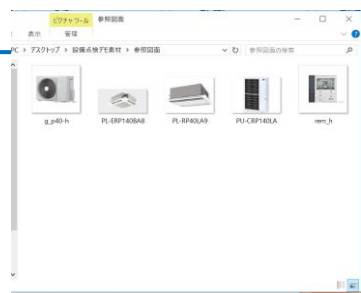 ピクチャ ツール 参照図面
表示 管理
PC › デスクトップ › 設備点検デモ素材 › 参照図面
参照図面の検索
g_p40-h
PL-ERP140BA8
PL-RP40LA9
PU-CRP140LA
rem_h